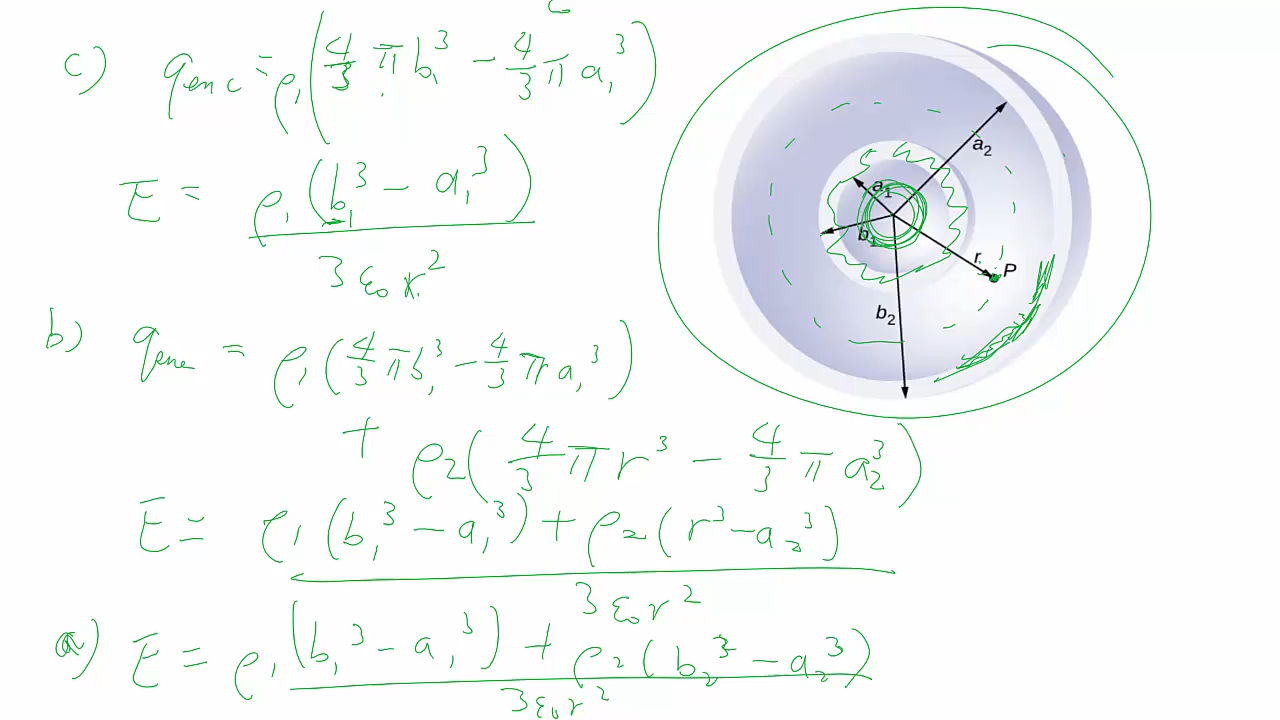 c) q_enc = ρ₁(4/3 π b₁³ − 4/3 π a₁³)
E = ρ₁(b₁³ − a₁³) / 3ε₀r²
b) q_enc = ρ₁(4/3 π b₁³ − 4/3 π a₁³)
+ ρ₂(4/3 π r³ − 4/3 π a₂³)
E = ρ₁(b₁³ − a₁³) + ρ₂(r³ − a₂³) / 3ε₀r²
a) E = ρ₁(b₁³ − a₁³) + ρ₂(b₂³ − a₂³) / 3ε₀r²
a₂
a₁
b₁
r
P
b₂